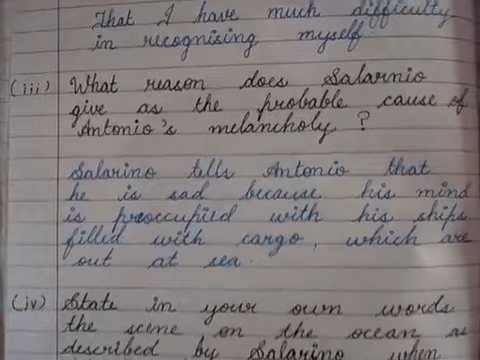 That I have much difficulty
in recognising myself.
(iii) What reason does Salarnio
give as the probable cause of
Antonio's melancholy ?
Salarino tells Antonio that
he is sad because his mind
is preoccupied with his ships
filled with cargo, which are
out at sea.
(iv) State in your own words
the scene on the ocean as
described by Salarino when